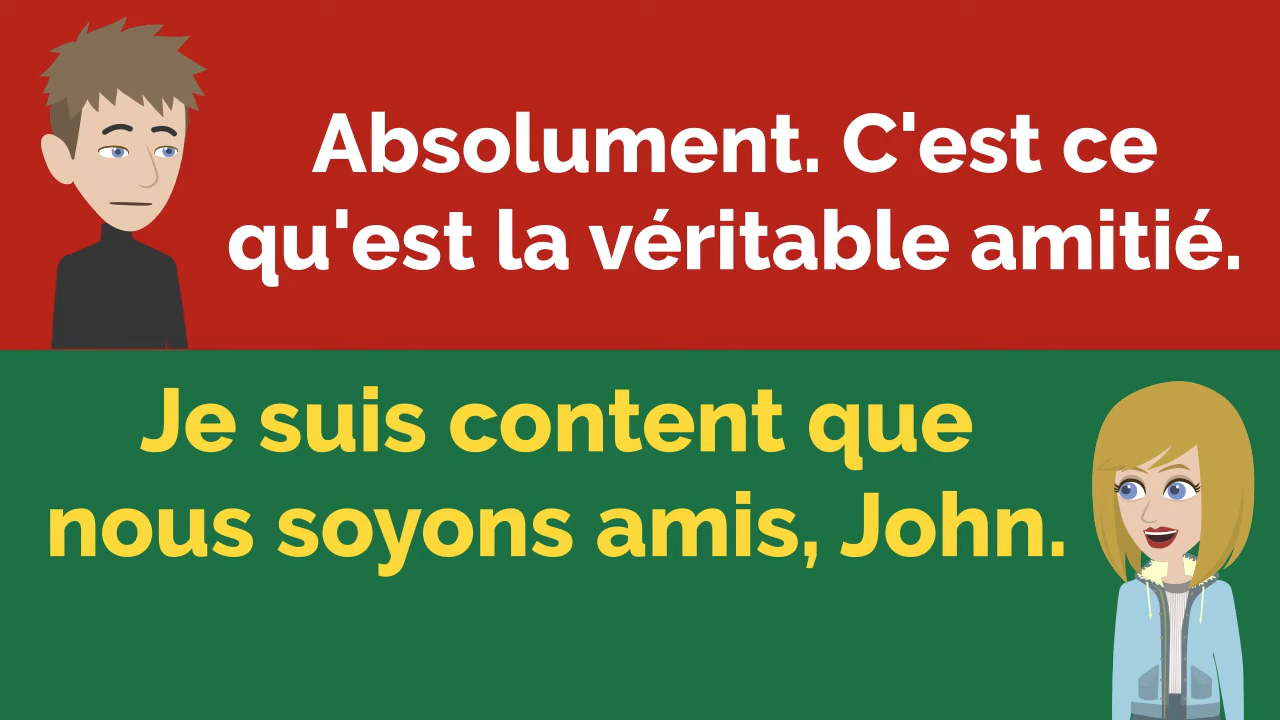 Absolument. C'est ce
qu'est la véritable amitié.
Je suis content que
nous soyons amis, John.